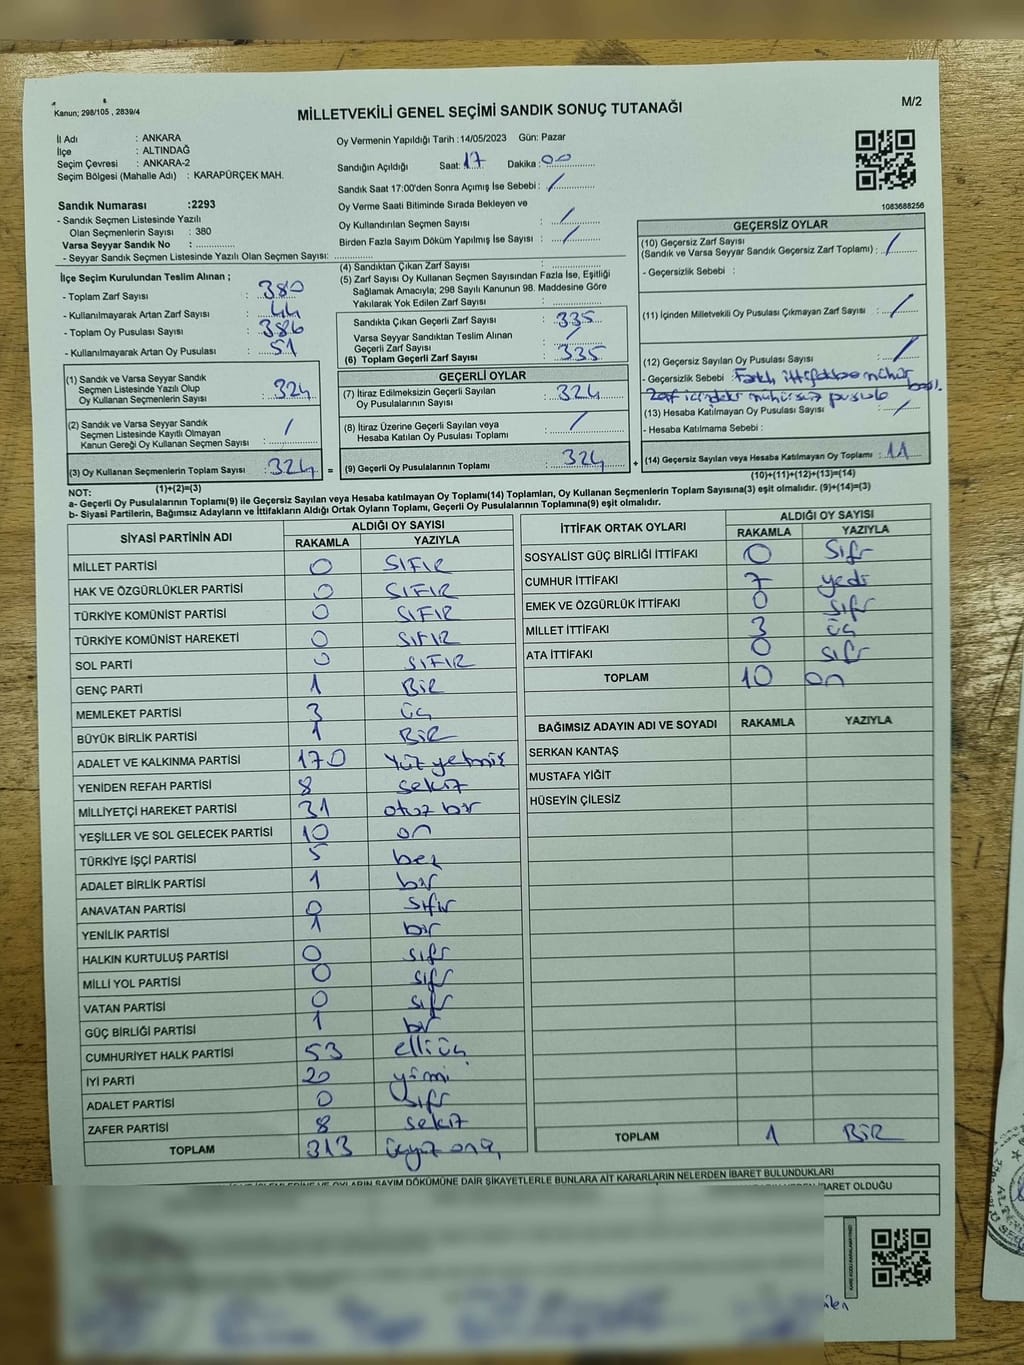 Kanun; 298/105 , 2839/4
MİLLETVEKİLİ GENEL SEÇİMİ SANDIK SONUÇ TUTANAĞI
M/2
İl Adı : ANKARA
İlçe : ALTINDAĞ
Seçim Çevresi : ANKARA-2
Seçim Bölgesi (Mahalle Adı) : KARAPÜRÇEK MAH.
Oy Vermenin Yapıldığı Tarih :14/05/2023 Gün: Pazar
Sandığın Açıldığı Saat: 17 Dakika: 00
Sandık Saat 17:00'den Sonra Açımış İse Sebebi : /
Oy Verme Saati Bitiminde Sırada Bekleyen ve
Oy Kullandırılan Seçmen Sayısı : /
Birden Fazla Sayım Döküm Yapılmış İse Sayısı : /
1083688256
Sandık Numarası :2293
- Sandık Seçmen Listesinde Yazılı
Olan Seçmenlerin Sayısı : 380
Varsa Seyyar Sandık No :
- Seyyar Sandık Seçmen Listesinde Yazılı Olan Seçmen Sayısı:
İlçe Seçim Kurulundan Teslim Alınan ;
- Toplam Zarf Sayısı : 380
- Kullanılmayarak Artan Zarf Sayısı : 44
- Toplam Oy Pusulası Sayısı : 386
- Kullanılmayarak Artan Oy Pusulası : 51
(4) Sandıktan Çıkan Zarf Sayısı :
(5) Zarf Sayısı Oy Kullanan Seçmen Sayısından Fazla İse, Eşitliği
Sağlamak Amacıyla; 298 Sayılı Kanunun 98. Maddesine Göre
Yakılarak Yok Edilen Zarf Sayısı :
Sandıkta Çıkan Geçerli Zarf Sayısı : 335
Varsa Seyyar Sandıktan Teslim Alınan
Geçerli Zarf Sayısı : /
(6) Toplam Geçerli Zarf Sayısı : 335
GEÇERSİZ OYLAR
(10) Geçersiz Zarf Sayısı
(Sandık ve Varsa Seyyar Sandık Geçersiz Zarf Toplamı) : /
- Geçersizlik Sebebi :
(11) İçinden Milletvekili Oy Pusulası Çıkmayan Zarf Sayısı : /
(12) Geçersiz Sayılan Oy Pusulası Sayısı : /
- Geçersizlik Sebebi : mühür
pusula
(13) Hesaba Katılmayan Oy Pusulası Sayısı : /
- Hesaba Katılmama Sebebi :
(14) Geçersiz Sayılan veya Hesaba Katılmayan Oy Toplamı : 11
(10)+(11)+(12)+(13)=(14)
(1) Sandık ve Varsa Seyyar Sandık
Seçmen Listesinde Yazılı Olup
Oy Kullanan Seçmenlerin Sayısı : 324
(2) Sandık ve Varsa Seyyar Sandık
Seçmen Listesinde Kayıtlı Olmayan
Kanun Gereği Oy Kullanan Seçmen Sayısı : /
(3) Oy Kullanan Seçmenlerin Toplam Sayısı : 324
(1)+(2)=(3)
=
GEÇERLİ OYLAR
(7) İtiraz Edilmeksizin Geçerli Sayılan
Oy Pusulalarının Sayısı : 324
(8) İtiraz Üzerine Geçerli Sayılan veya
Hesaba Katılan Oy Pusulası Toplamı : /
(9) Geçerli Oy Pusulalarının Toplamı : 324
+
NOT:
a- Geçerli Oy Pusulalarının Toplamı(9) ile Geçersiz Sayılan veya Hesaba katılmayan Oy Toplamı(14) Toplamları, Oy Kullanan Seçmenlerin Toplam Sayısına(3) eşit olmalıdır. (9)+(14)=(3)
b- Siyasi Partilerin, Bağımsız Adayların ve İttifakların Aldığı Ortak Oyların Toplamı, Geçerli Oy Pusulalarının Toplamına(9) eşit olmalıdır.
SİYASİ PARTİNİN ADI ALDIĞI OY SAYISI
RAKAMLA YAZIYLA
MİLLET PARTİSİ 0 SIFIR
HAK VE ÖZGÜRLÜKLER PARTİSİ 0 SIFIR
TÜRKİYE KOMÜNİST PARTİSİ 0 SIFIR
TÜRKİYE KOMÜNİST HAREKETİ 0 SIFIR
SOL PARTİ 0 SIFIR
GENÇ PARTİ 1 BİR
MEMLEKET PARTİSİ 3 üç
BÜYÜK BİRLİK PARTİSİ 1 BİR
ADALET VE KALKINMA PARTİSİ 170 yüz yetmiş
YENİDEN REFAH PARTİSİ 8 sekiz
MİLLİYETÇİ HAREKET PARTİSİ 31 otuz bir
YEŞİLLER VE SOL GELECEK PARTİSİ 10 on
TÜRKİYE İŞÇİ PARTİSİ 5 beş
ADALET BİRLİK PARTİSİ 1 bir
ANAVATAN PARTİSİ 0 sıfır
YENİLİK PARTİSİ 1 bir
HALKIN KURTULUŞ PARTİSİ 0 sıfır
MİLLİ YOL PARTİSİ 0 sıfır
VATAN PARTİSİ 0 sıfır
GÜÇ BİRLİĞİ PARTİSİ 1 bir
CUMHURİYET HALK PARTİSİ 53 elli üç
İYİ PARTİ 20 yirmi
ADALET PARTİSİ 0 sıfır
ZAFER PARTİSİ 8 sekiz
TOPLAM 313 üçyüz onüç
İTTİFAK ORTAK OYLARI ALDIĞI OY SAYISI
RAKAMLA YAZIYLA
SOSYALİST GÜÇ BİRLİĞİ İTTİFAKI 0 sıfır
CUMHUR İTTİFAKI 7 yedi
EMEK VE ÖZGÜRLÜK İTTİFAKI 0 sıfır
MİLLET İTTİFAKI 3 üç
ATA İTTİFAKI 0 sıfır
TOPLAM 10 on
BAĞIMSIZ ADAYIN ADI VE SOYADI RAKAMLA YAZIYLA
SERKAN KANTAŞ
MUSTAFA YİĞİT
HÜSEYİN ÇİLESİZ
TOPLAM 1 BİR
OYLARIN SAYIM DÖKÜMÜNE DAİR ŞİKAYETLERLE BUNLARA AİT KARARLARIN NELERDEN İBARET BULUNDUKLARI
İBARET OLDUĞU